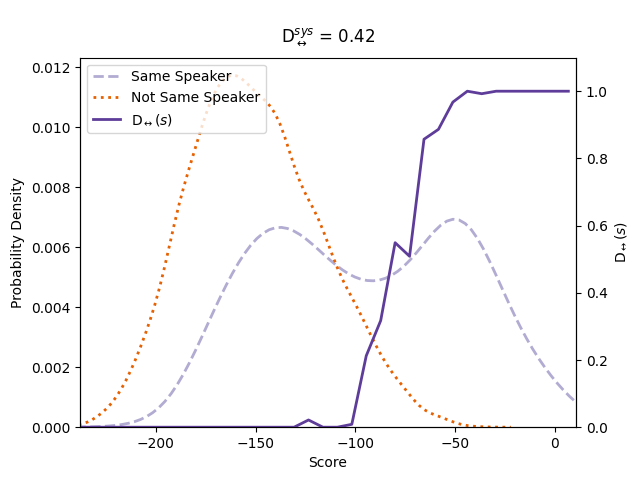 D↔^sys = 0.42
Same Speaker
Not Same Speaker
D↔(s)
Probability Density
0.012
0.010
0.008
0.006
0.004
0.002
0.000
1.0
0.8
0.6
0.4
0.2
0.0
D↔(s)
−200 −150 −100 −50 0
Score